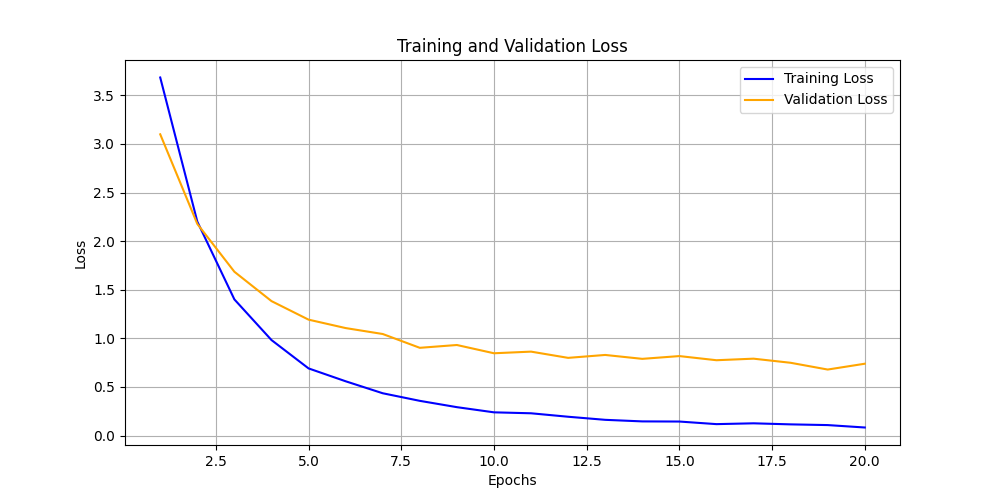 Training and Validation Loss
Training Loss
Validation Loss
Loss
3.5
3.0
2.5
2.0
1.5
1.0
0.5
0.0
2.5 5.0 7.5 10.0 12.5 15.0 17.5 20.0
Epochs